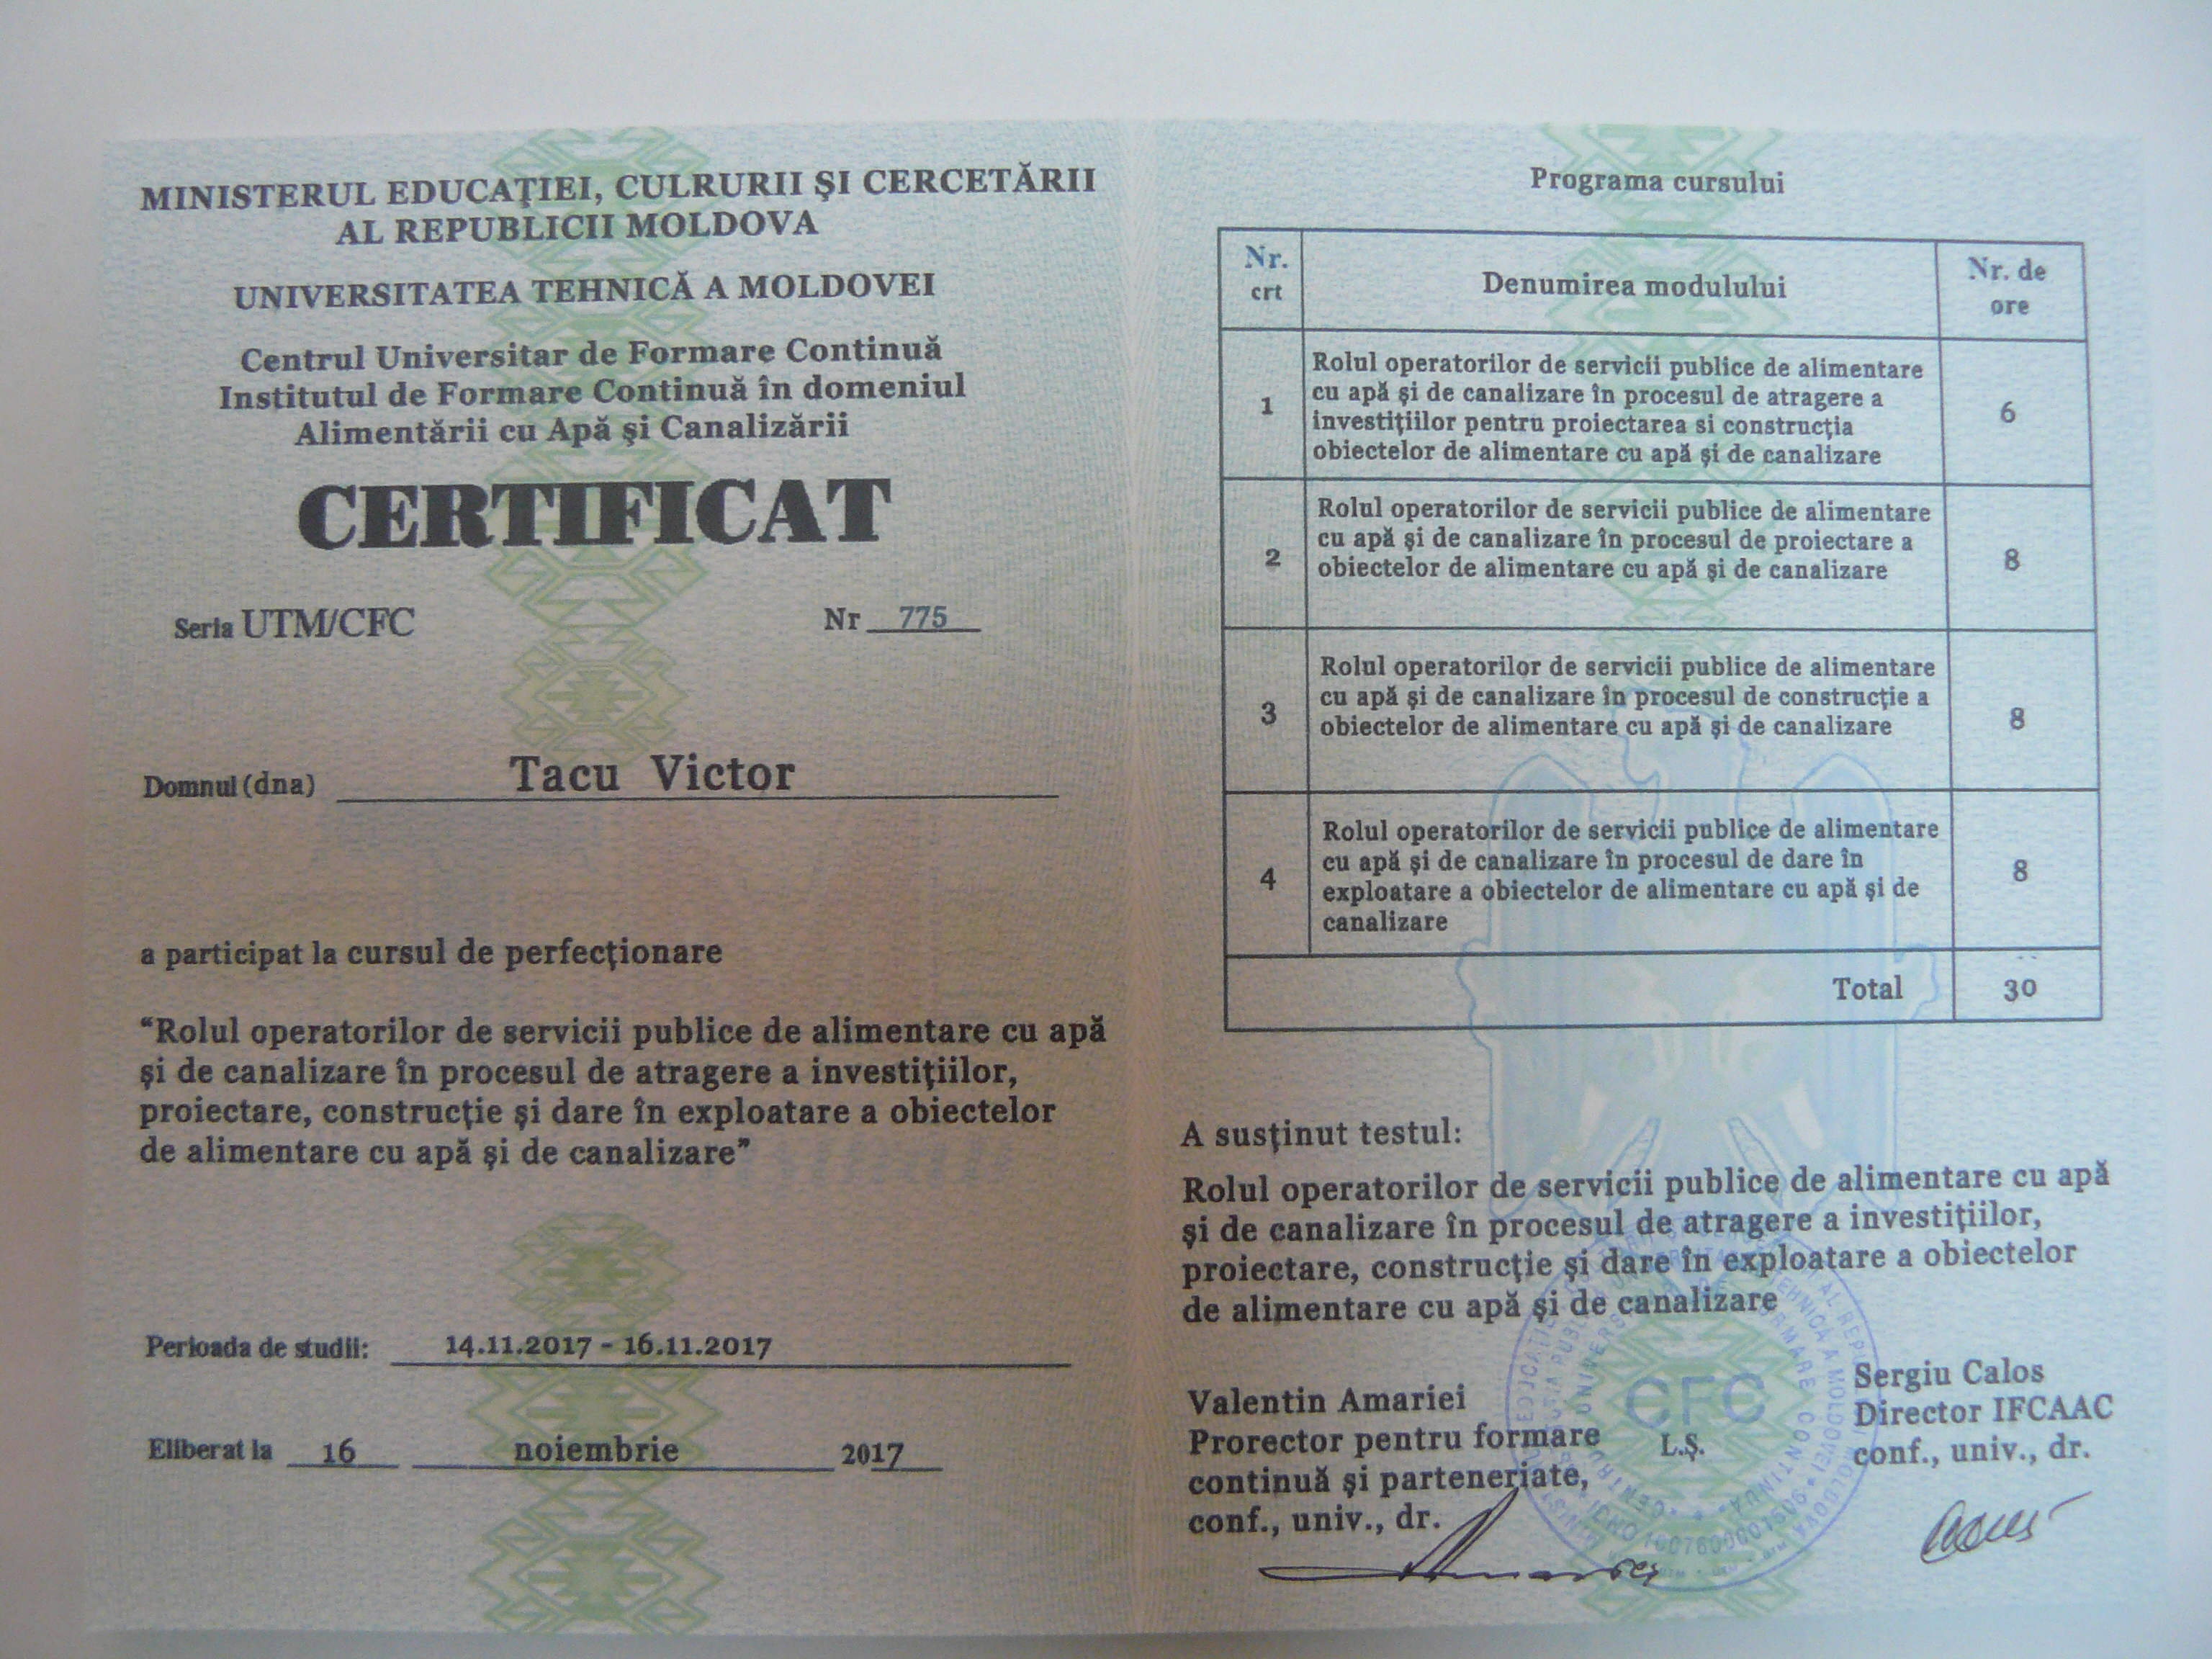 MINISTERUL EDUCAŢIEI, CULRURII ŞI CERCETĂRII
AL REPUBLICII MOLDOVA
UNIVERSITATEA TEHNICĂ A MOLDOVEI
Centrul Universitar de Formare Continuă
Institutul de Formare Continuă în domeniul
Alimentării cu Apă şi Canalizării
CERTIFICAT
Seria UTM/CFC Nr 775
Domnul (dna) Tacu Victor
a participat la cursul de perfecţionare
“Rolul operatorilor de servicii publice de alimentare cu apă
şi de canalizare în procesul de atragere a investiţiilor,
proiectare, construcţie şi dare în exploatare a obiectelor
de alimentare cu apă şi de canalizare”
Perioada de studii: 14.11.2017 - 16.11.2017
Eliberat la 16 noiembrie 2017
Programa cursului
Nr. crt Denumirea modulului Nr. de ore
1 Rolul operatorilor de servicii publice de alimentare
cu apă şi de canalizare în procesul de atragere a
investiţiilor pentru proiectarea si construcţia
obiectelor de alimentare cu apă şi de canalizare 6
2 Rolul operatorilor de servicii publice de alimentare
cu apă şi de canalizare în procesul de proiectare a
obiectelor de alimentare cu apă şi de canalizare 8
3 Rolul operatorilor de servicii publice de alimentare
cu apă şi de canalizare în procesul de construcţie a
obiectelor de alimentare cu apă şi de canalizare 8
4 Rolul operatorilor de servicii publice de alimentare
cu apă şi de canalizare în procesul de dare în
exploatare a obiectelor de alimentare cu apă şi de
canalizare 8
Total 30
A susţinut testul:
Rolul operatorilor de servicii publice de alimentare cu apă
şi de canalizare în procesul de atragere a investiţiilor,
proiectare, construcţie şi dare în exploatare a obiectelor
de alimentare cu apă şi de canalizare
Valentin Amariei
Prorector pentru formare
continuă şi parteneriate,
conf., univ., dr.
CFC
L.Ş.
Sergiu Calos
Director IFCAAC
conf., univ., dr.